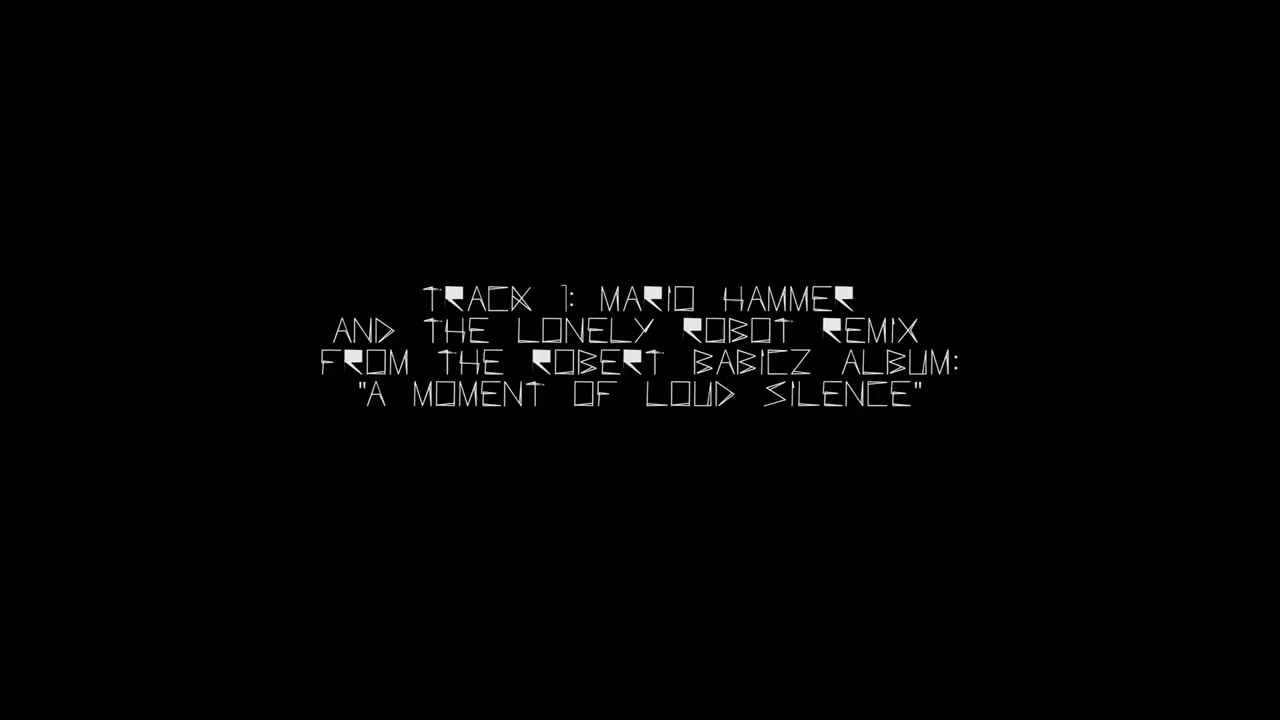 TRACK 1: MARIO HAMMER
AND THE LONELY ROBOT REMIX
FROM THE ROBERT BABICZ ALBUM:
"A MOMENT OF LOUD SILENCE"